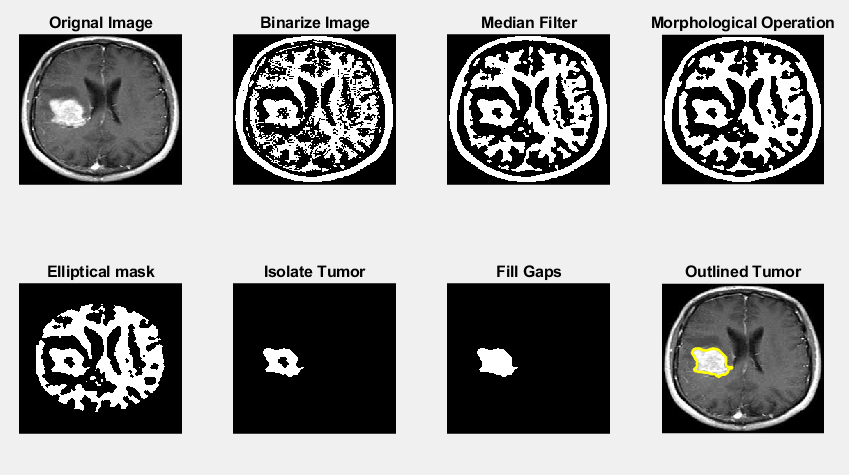 Orignal Image
Binarize Image
Median Filter
Morphological Operation
Elliptical mask
Isolate Tumor
Fill Gaps
Outlined Tumor